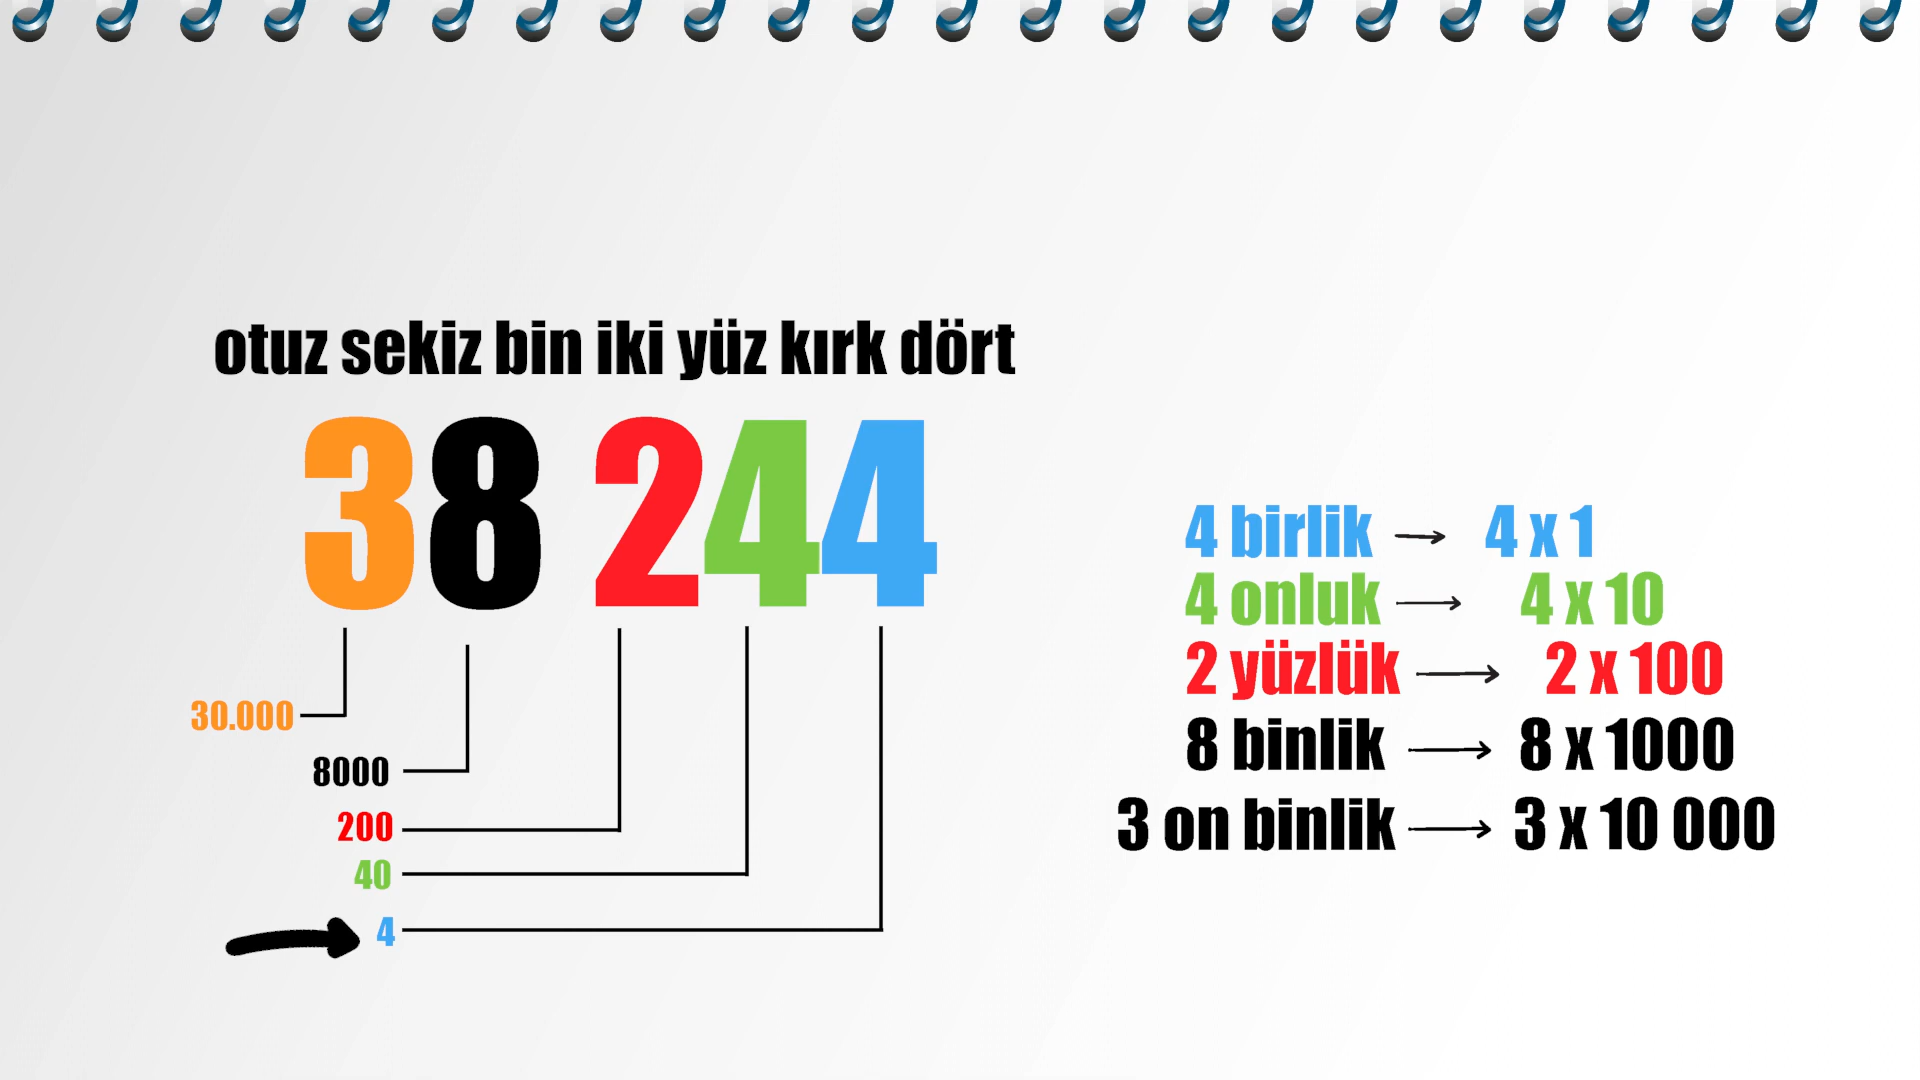 otuz sekiz bin iki yüz kırk dört
38 244
30.000
8000
200
40
4
4 birlik → 4 x 1
4 onluk → 4 x 10
2 yüzlük → 2 x 100
8 binlik → 8 x 1000
3 on binlik → 3 x 10 000